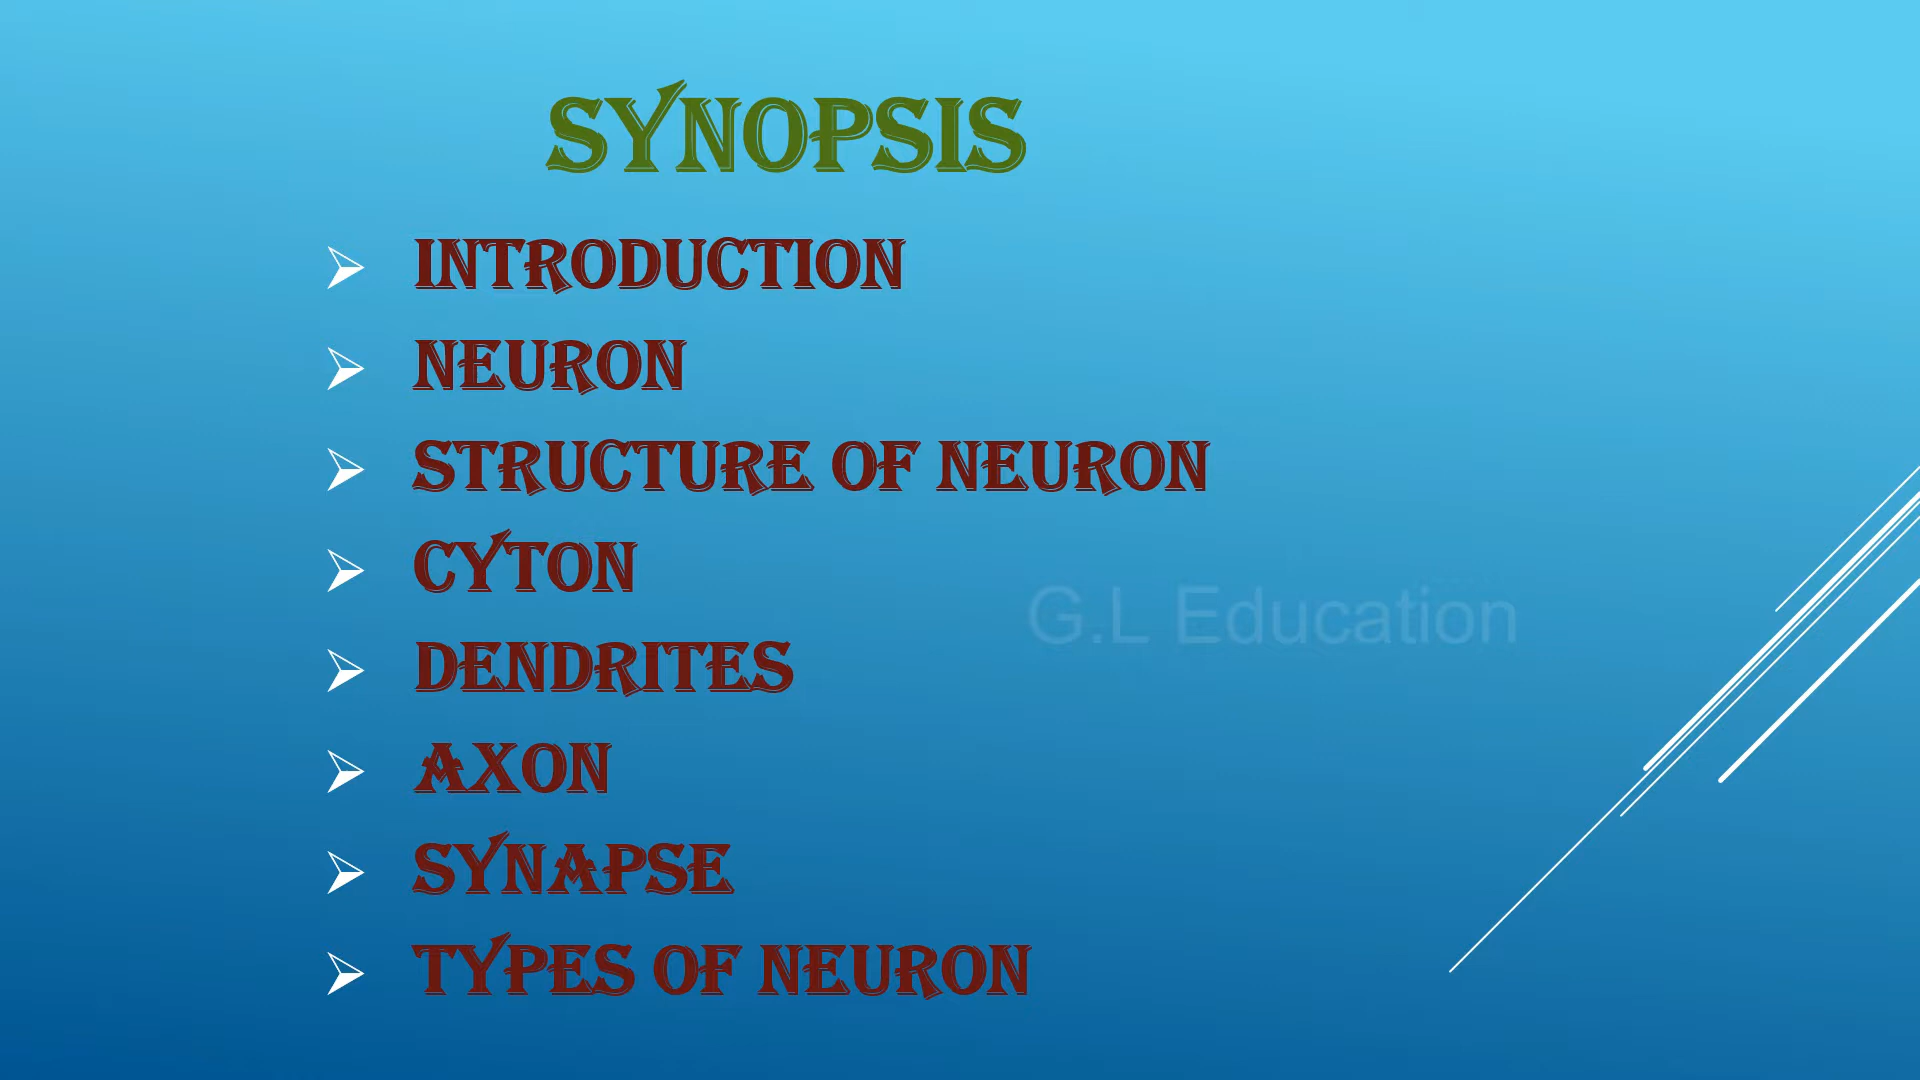 SYNOPSIS
INTRODUCTION
NEURON
STRUCTURE OF NEURON
CYTON
G.L Education
DENDRITES
AXON
SYNAPSE
TYPES OF NEURON